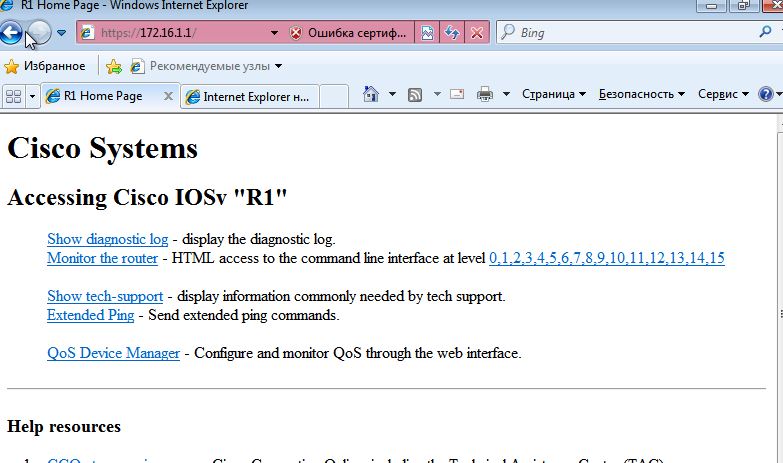 R1 Home Page - Windows Internet Explorer
https://172.16.1.1/ Ошибка сертиф... Bing
Избранное Рекомендуемые узлы
R1 Home Page Internet Explorer н... Страница Безопасность Сервис
Cisco Systems
Accessing Cisco IOSv "R1"
Show diagnostic log - display the diagnostic log.
Monitor the router - HTML access to the command line interface at level 0,1,2,3,4,5,6,7,8,9,10,11,12,13,14,15
Show tech-support - display information commonly needed by tech support.
Extended Ping - Send extended ping commands.
QoS Device Manager - Configure and monitor QoS through the web interface.
Help resources